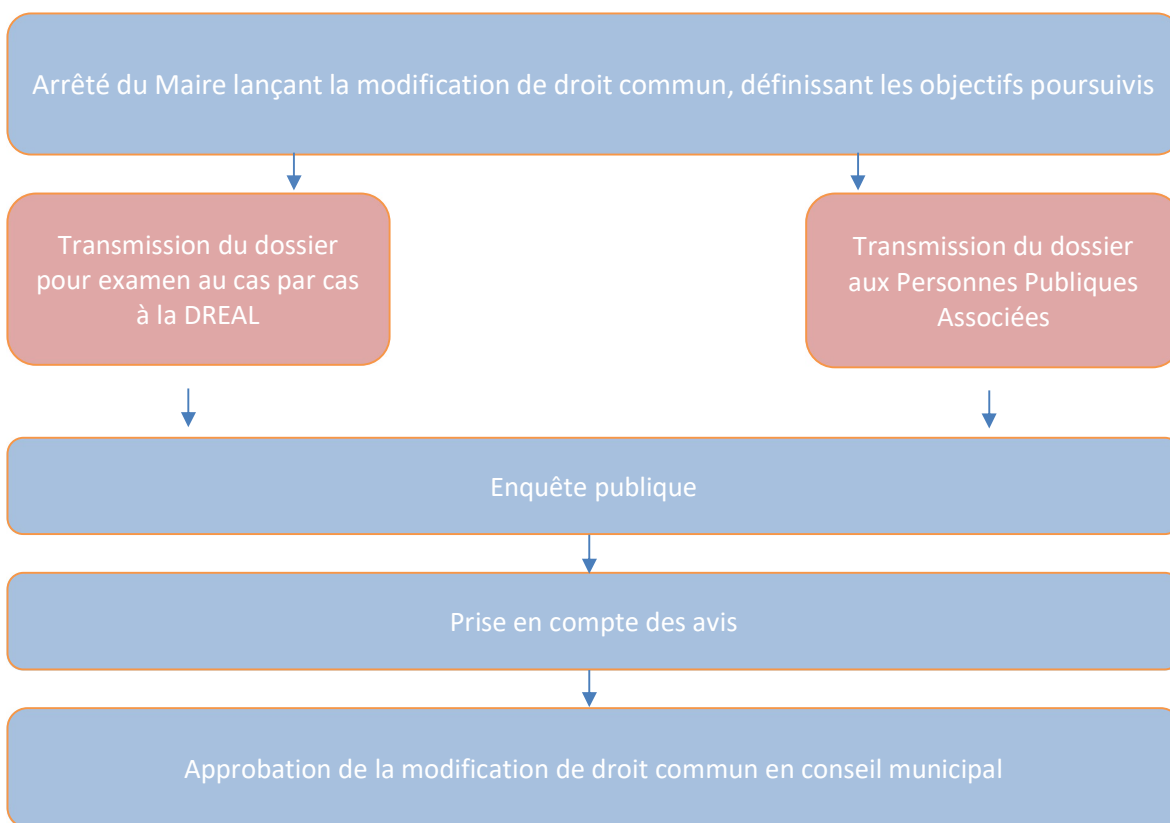 Arrêté du Maire lançant la modification de droit commun, définissant les objectifs poursuivis
Transmission du dossier
pour examen au cas par cas
à la DREAL
Transmission du dossier
aux Personnes Publiques
Associées
Enquête publique
Prise en compte des avis
Approbation de la modification de droit commun en conseil municipal